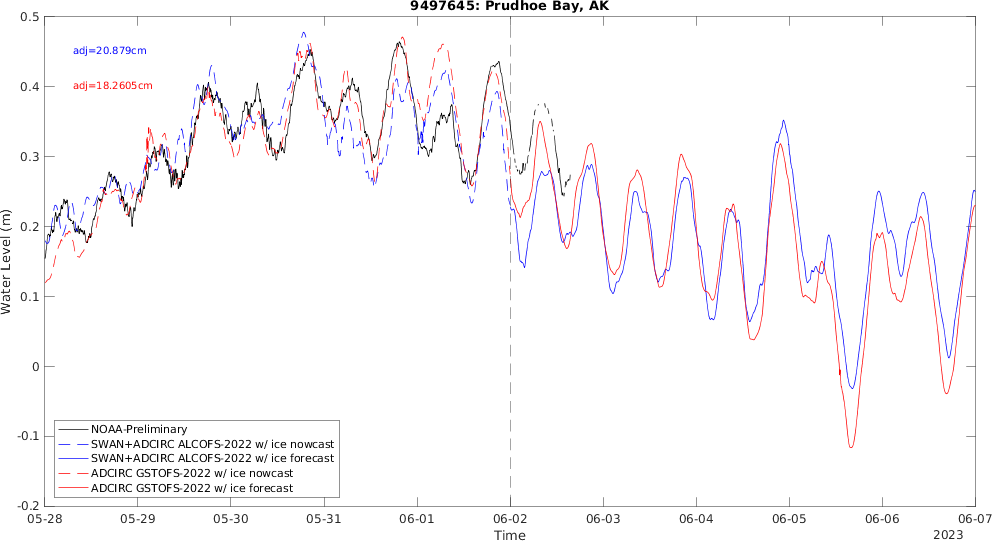 9497645: Prudhoe Bay, AK
0.5
adj=20.879cm
0.4
adj=18.2605cm
0.3
0.2
Water Level (m)
0.1
0
-0.1
-0.2
NOAA-Preliminary
SWAN+ADCIRC ALCOFS-2022 w/ ice nowcast
SWAN+ADCIRC ALCOFS-2022 w/ ice forecast
ADCIRC GSTOFS-2022 w/ ice nowcast
ADCIRC GSTOFS-2022 w/ ice forecast
05-28 05-29 05-30 05-31 06-01 06-02 06-03 06-04 06-05 06-06 06-07
Time 2023